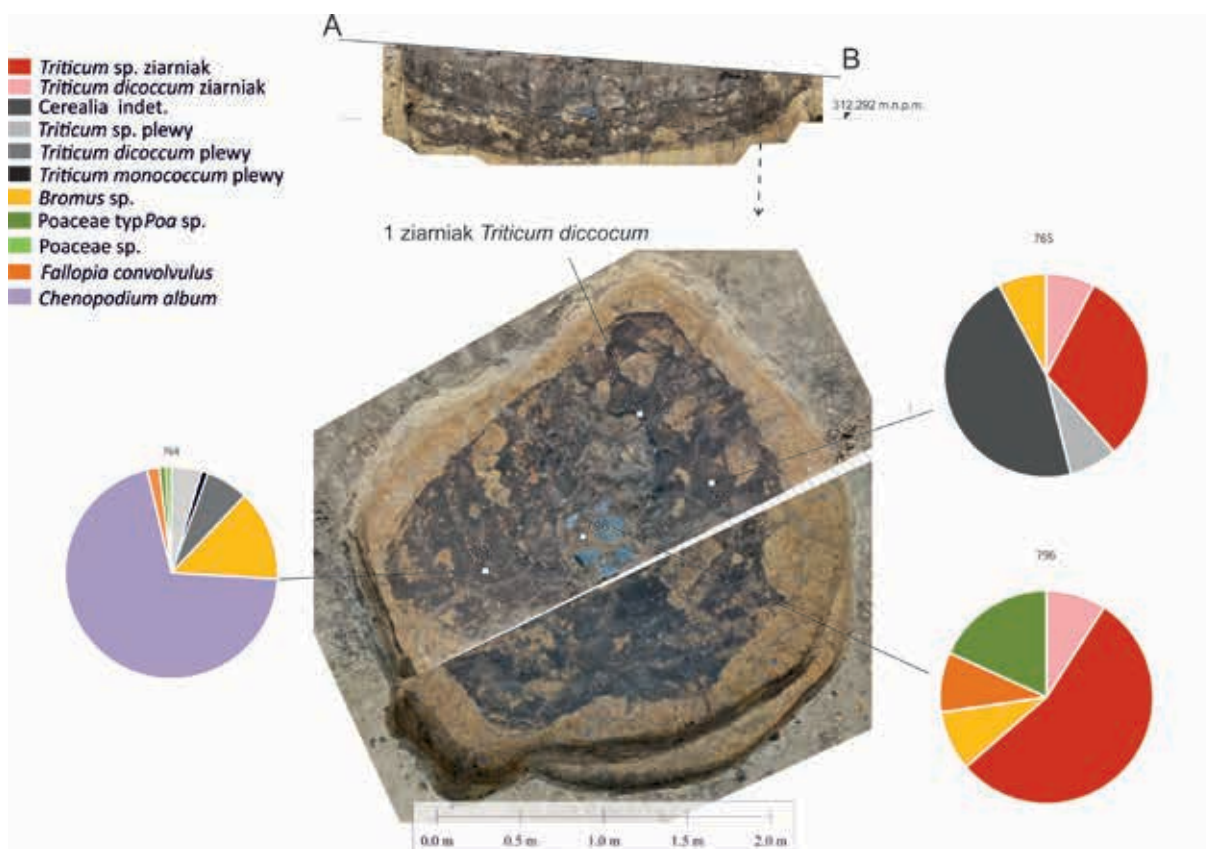 A
B
312.292 m.n.p.m.
Triticum sp. ziarniak
Triticum dicoccum ziarniak
Cerealia indet.
Triticum sp. plewy
Triticum dicoccum plewy
Triticum monococcum plewy
Bromus sp.
Poaceae typ Poa sp.
Poaceae sp.
Fallopia convolvulus
Chenopodium album
1 ziarniak Triticum diccocum
765
764
796
0.0 m 0.5 m 1.0 m 1.5 m 2.0 m